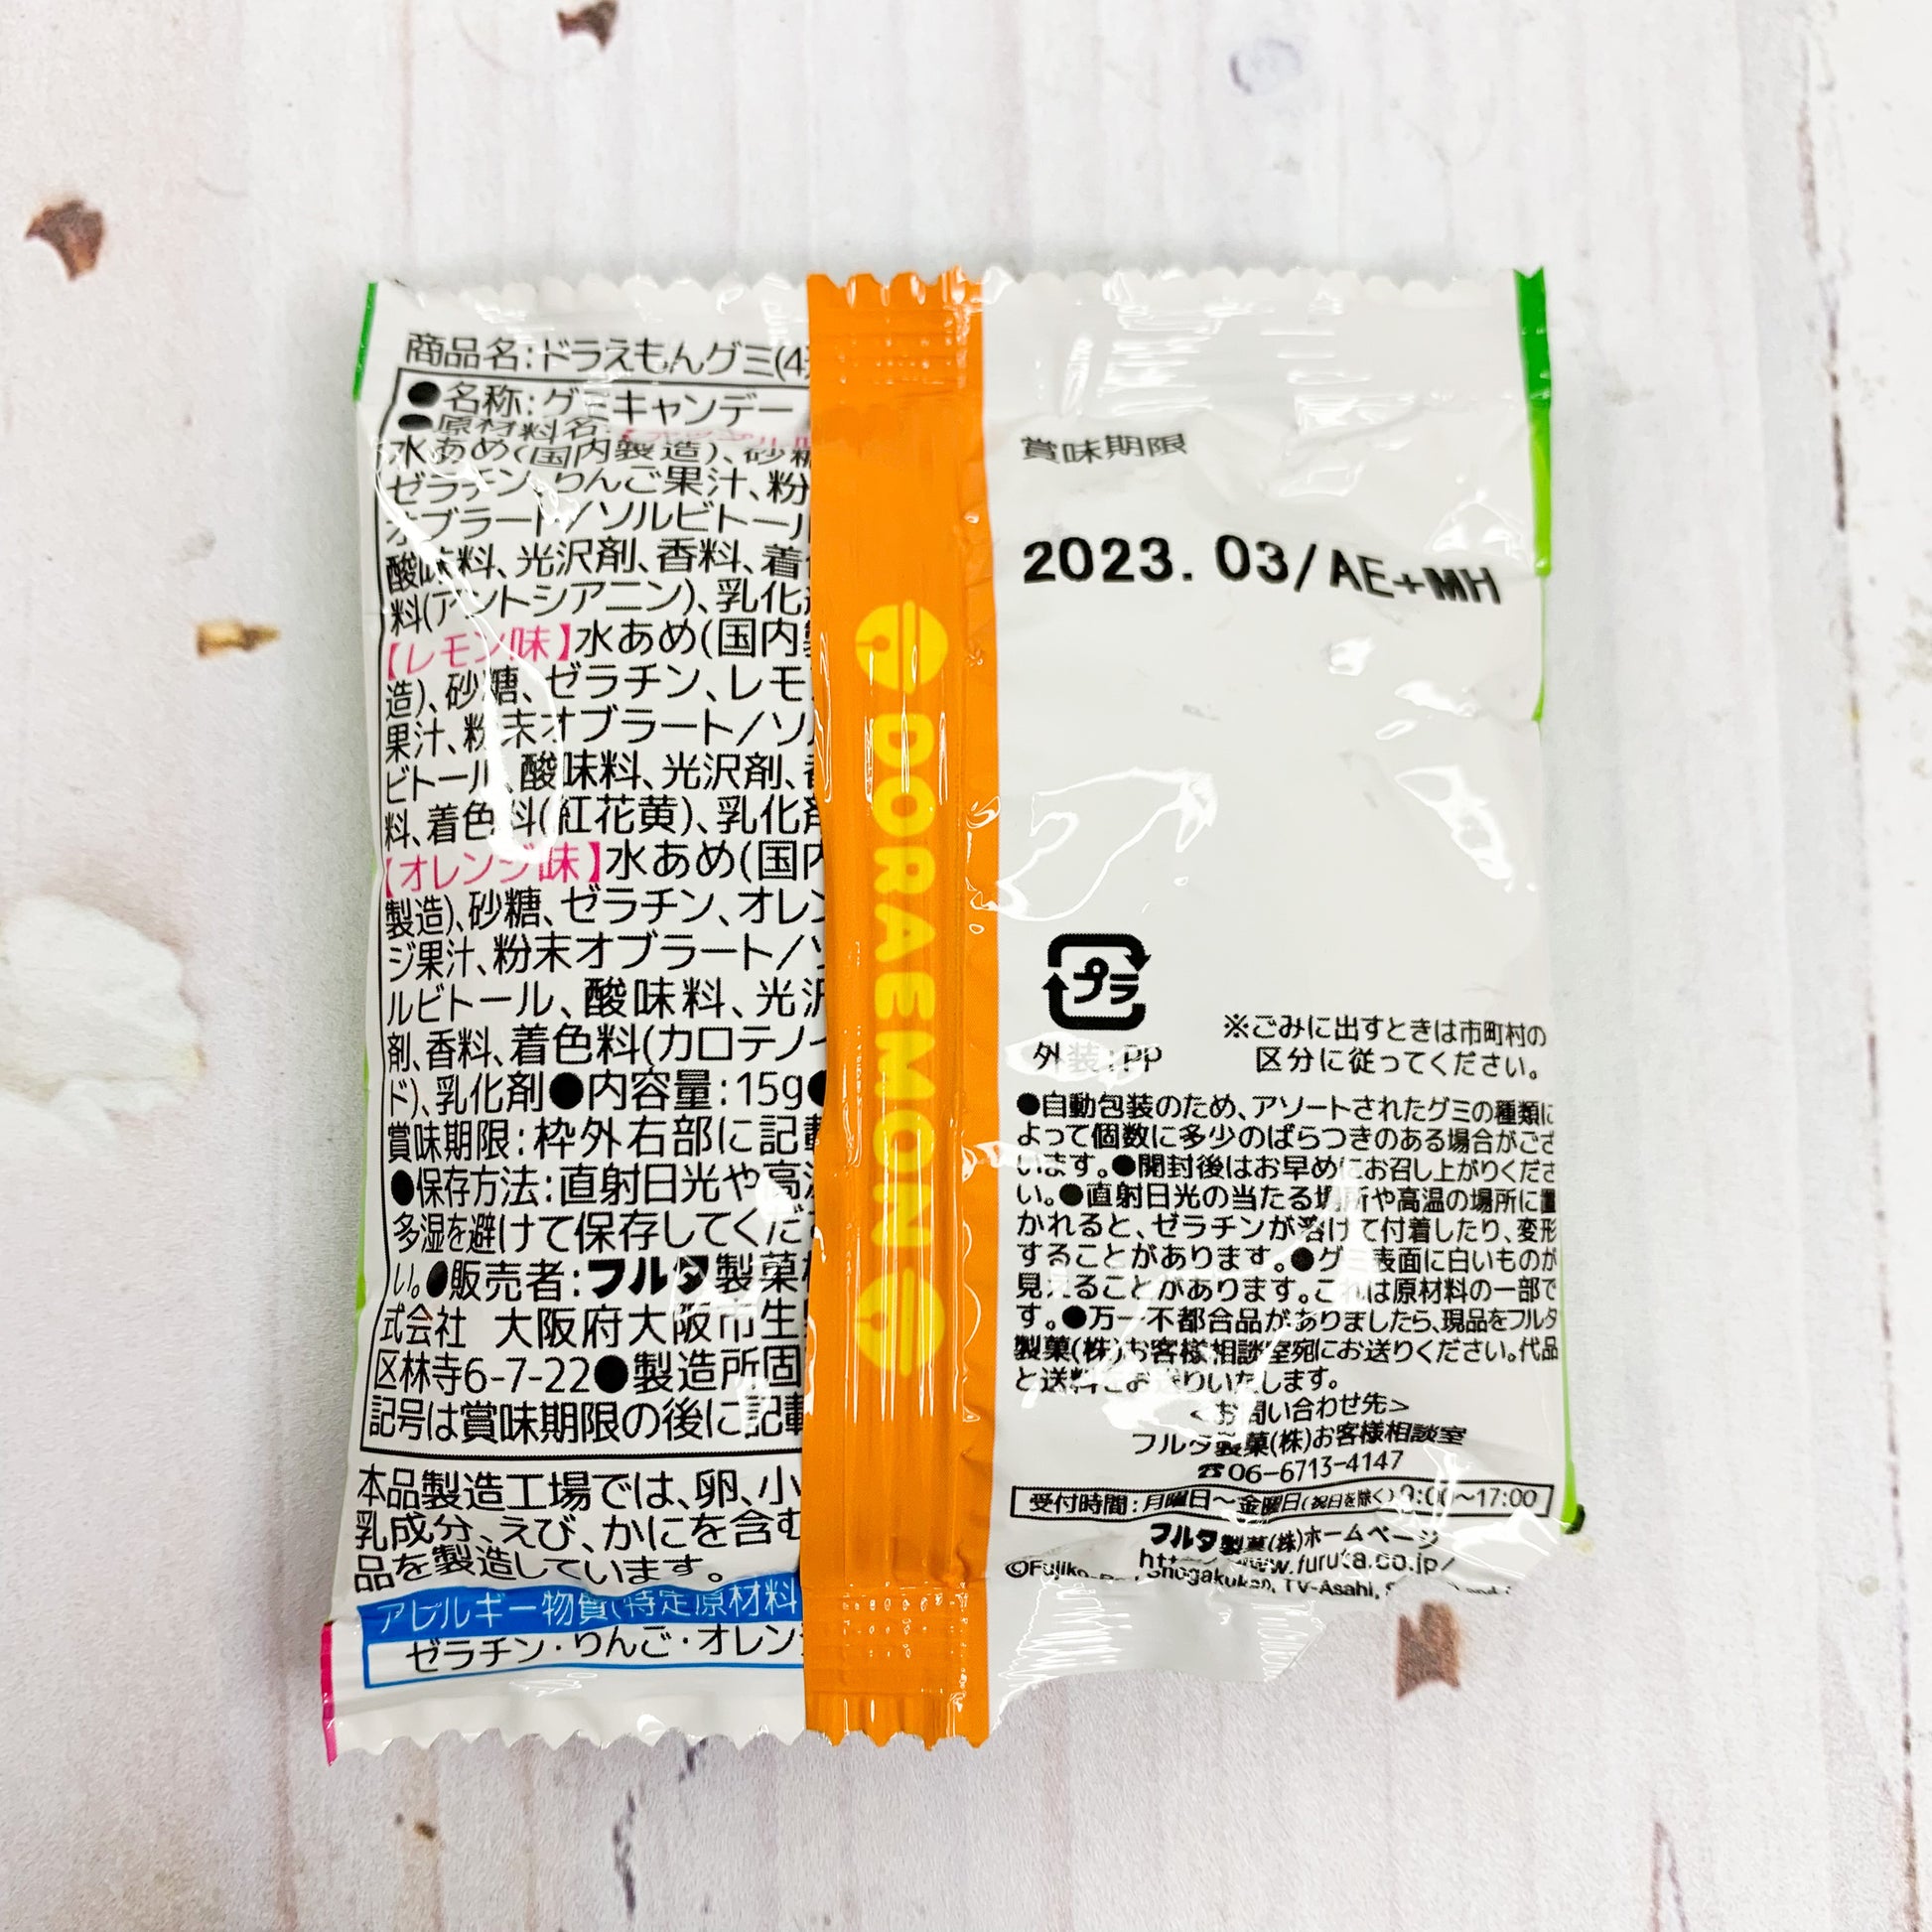 商品名:ドラえもんグミ(4
●名称:グミキャンデー
●原材料名:
水あめ(国内製造)、砂糖
ゼラチン、りんご果汁、粉
オブラート/ソルビトール
酸味料、光沢剤、香料、着
料(アントシアニン)、乳化
【レモン味】水あめ(国内製
造)、砂糖、ゼラチン、レモ
果汁、粉末オブラート/ソ
ビトール、酸味料、光沢剤、香
料、着色料(紅花黄)、乳化剤
【オレンジ味】水あめ(国内
製造)、砂糖、ゼラチン、オレン
ジ果汁、粉末オブラート/ソ
ルビトール、酸味料、光沢
剤、香料、着色料(カロテノイ
ド)、乳化剤●内容量:15g●
賞味期限:枠外右部に記載
●保存方法:直射日光や高温
多湿を避けて保存してくだ
い。●販売者:フルタ製菓株
式会社 大阪府大阪市生野
区林寺6-7-22●製造所固
記号は賞味期限の後に記載
本品製造工場では、卵、小
乳成分、えび、かにを含む
品を製造しています。
アレルギー物質(特定原材料
ゼラチン・りんご・オレンジ
DORAEMON
賞味期限
2023.03/AE+MH
プラ
外装:PP
※ごみに出すときは市町村の
区分に従ってください。
●自動包装のため、アソートされたグミの種類に
よって個数に多少のばらつきのある場合がござ
います。●開封後はお早めにお召し上がりくださ
い。●直射日光の当たる場所や高温の場所に置
かれると、ゼラチンが溶けて付着したり、変形
することがあります。●グミ表面に白いものが
見えることがあります。これは原材料の一部で
す。●万一不都合品がありましたら、現品をフルタ
製菓(株)お客様相談室宛にお送りください。代品
と送料をお送りいたします。
<お問い合わせ先>
フルタ製菓(株)お客様相談室
☎06-6713-4147
受付時間:月曜日〜金曜日(祝日を除く)9:00〜17:00
フルタ製菓(株)ホームページ
www.furuta.co.jp/
©Fujiko-Pro, Shogakukan, TV-Asahi,